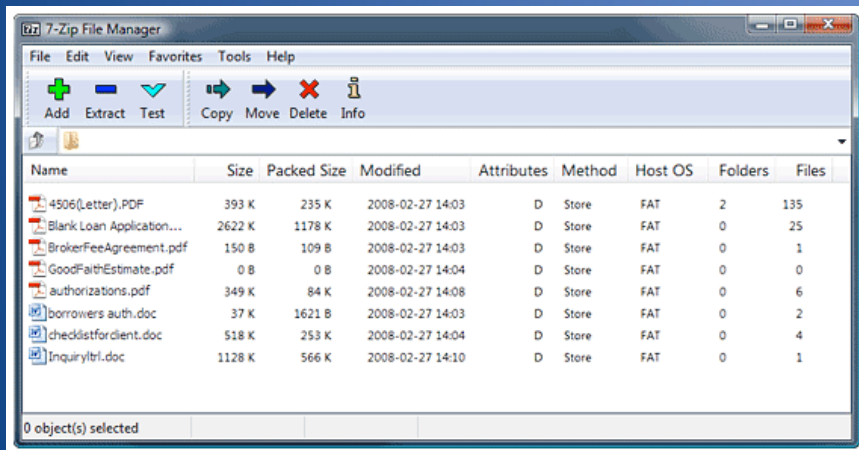 7-Zip File Manager
File Edit View Favorites Tools Help
Add Extract Test Copy Move Delete Info
Name Size Packed Size Modified Attributes Method Host OS Folders Files
4506(Letter).PDF 393 K 235 K 2008-02-27 14:03 D Store FAT 2 135
Blank Loan Application... 2622 K 1178 K 2008-02-27 14:03 D Store FAT 0 25
BrokerFeeAgreement.pdf 150 B 109 B 2008-02-27 14:03 D Store FAT 0 1
GoodFaithEstimate.pdf 0 B 0 B 2008-02-27 14:04 D Store FAT 0 0
authorizations.pdf 349 K 84 K 2008-02-27 14:08 D Store FAT 0 6
borrowers auth.doc 37 K 1621 B 2008-02-27 14:03 D Store FAT 0 2
checklistforclient.doc 518 K 253 K 2008-02-27 14:04 D Store FAT 0 4
Inquiryltrl.doc 1128 K 566 K 2008-02-27 14:10 D Store FAT 0 1
0 object(s) selected